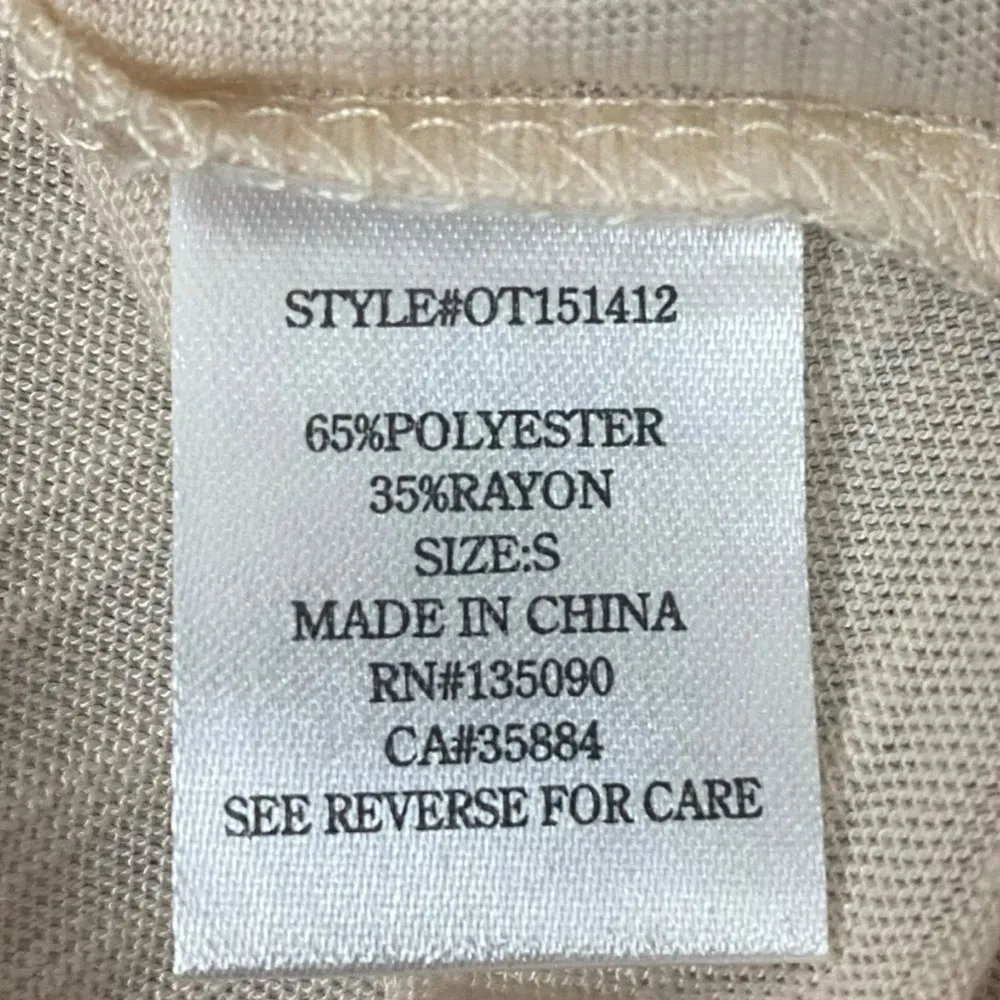 STYLE#OT151412
65%POLYESTER
35%RAYON
SIZE:S
MADE IN CHINA
RN#135090
CA#35884
SEE REVERSE FOR CARE